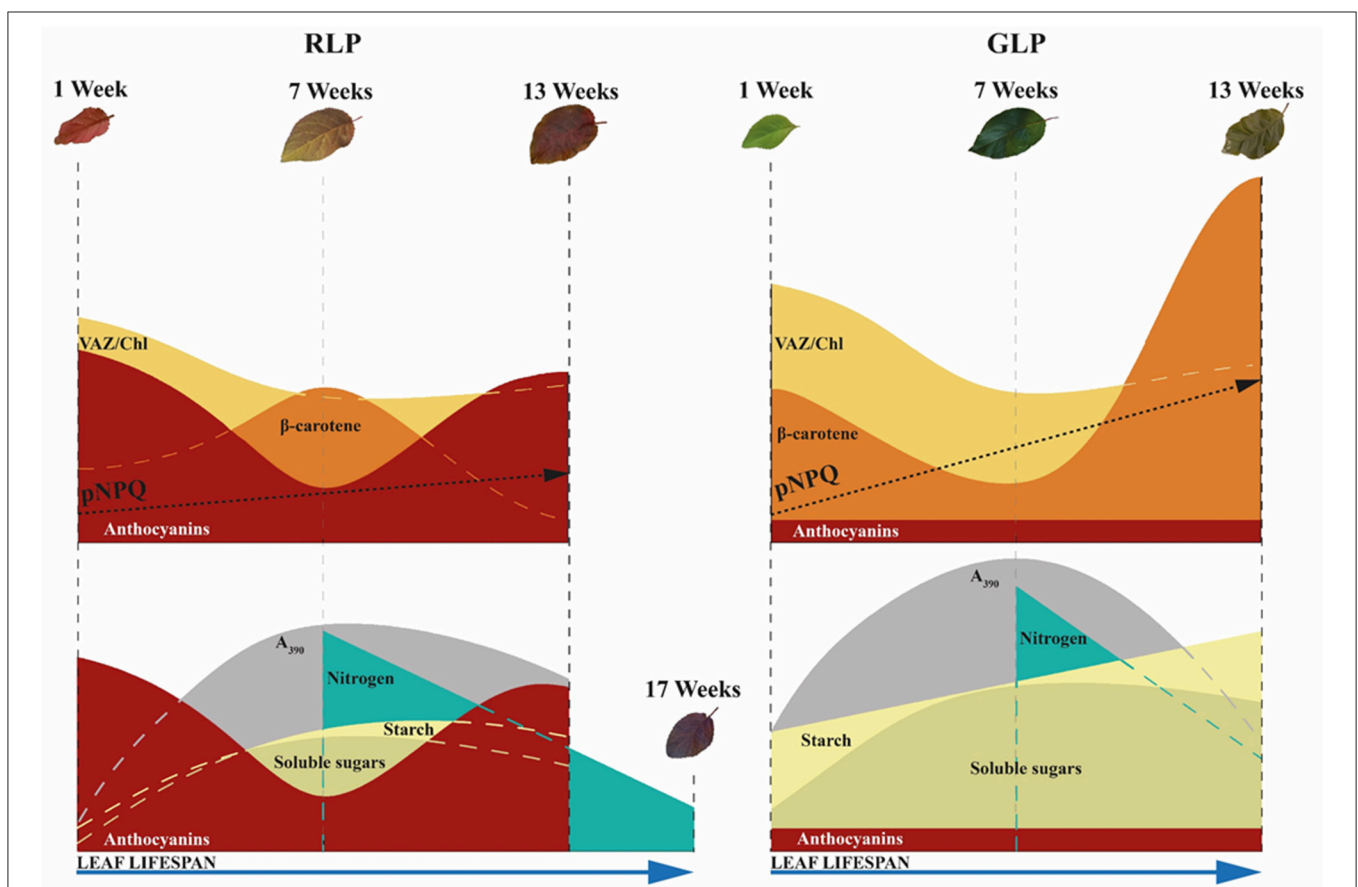 RLP
1 Week
7 Weeks
13 Weeks
VAZ/Chl
β-carotene
pNPQ
Anthocyanins
A390
Nitrogen
Starch
Soluble sugars
Anthocyanins
17 Weeks
LEAF LIFESPAN
GLP
1 Week
7 Weeks
13 Weeks
VAZ/Chl
β-carotene
pNPQ
Anthocyanins
A390
Nitrogen
Starch
Soluble sugars
Anthocyanins
LEAF LIFESPAN